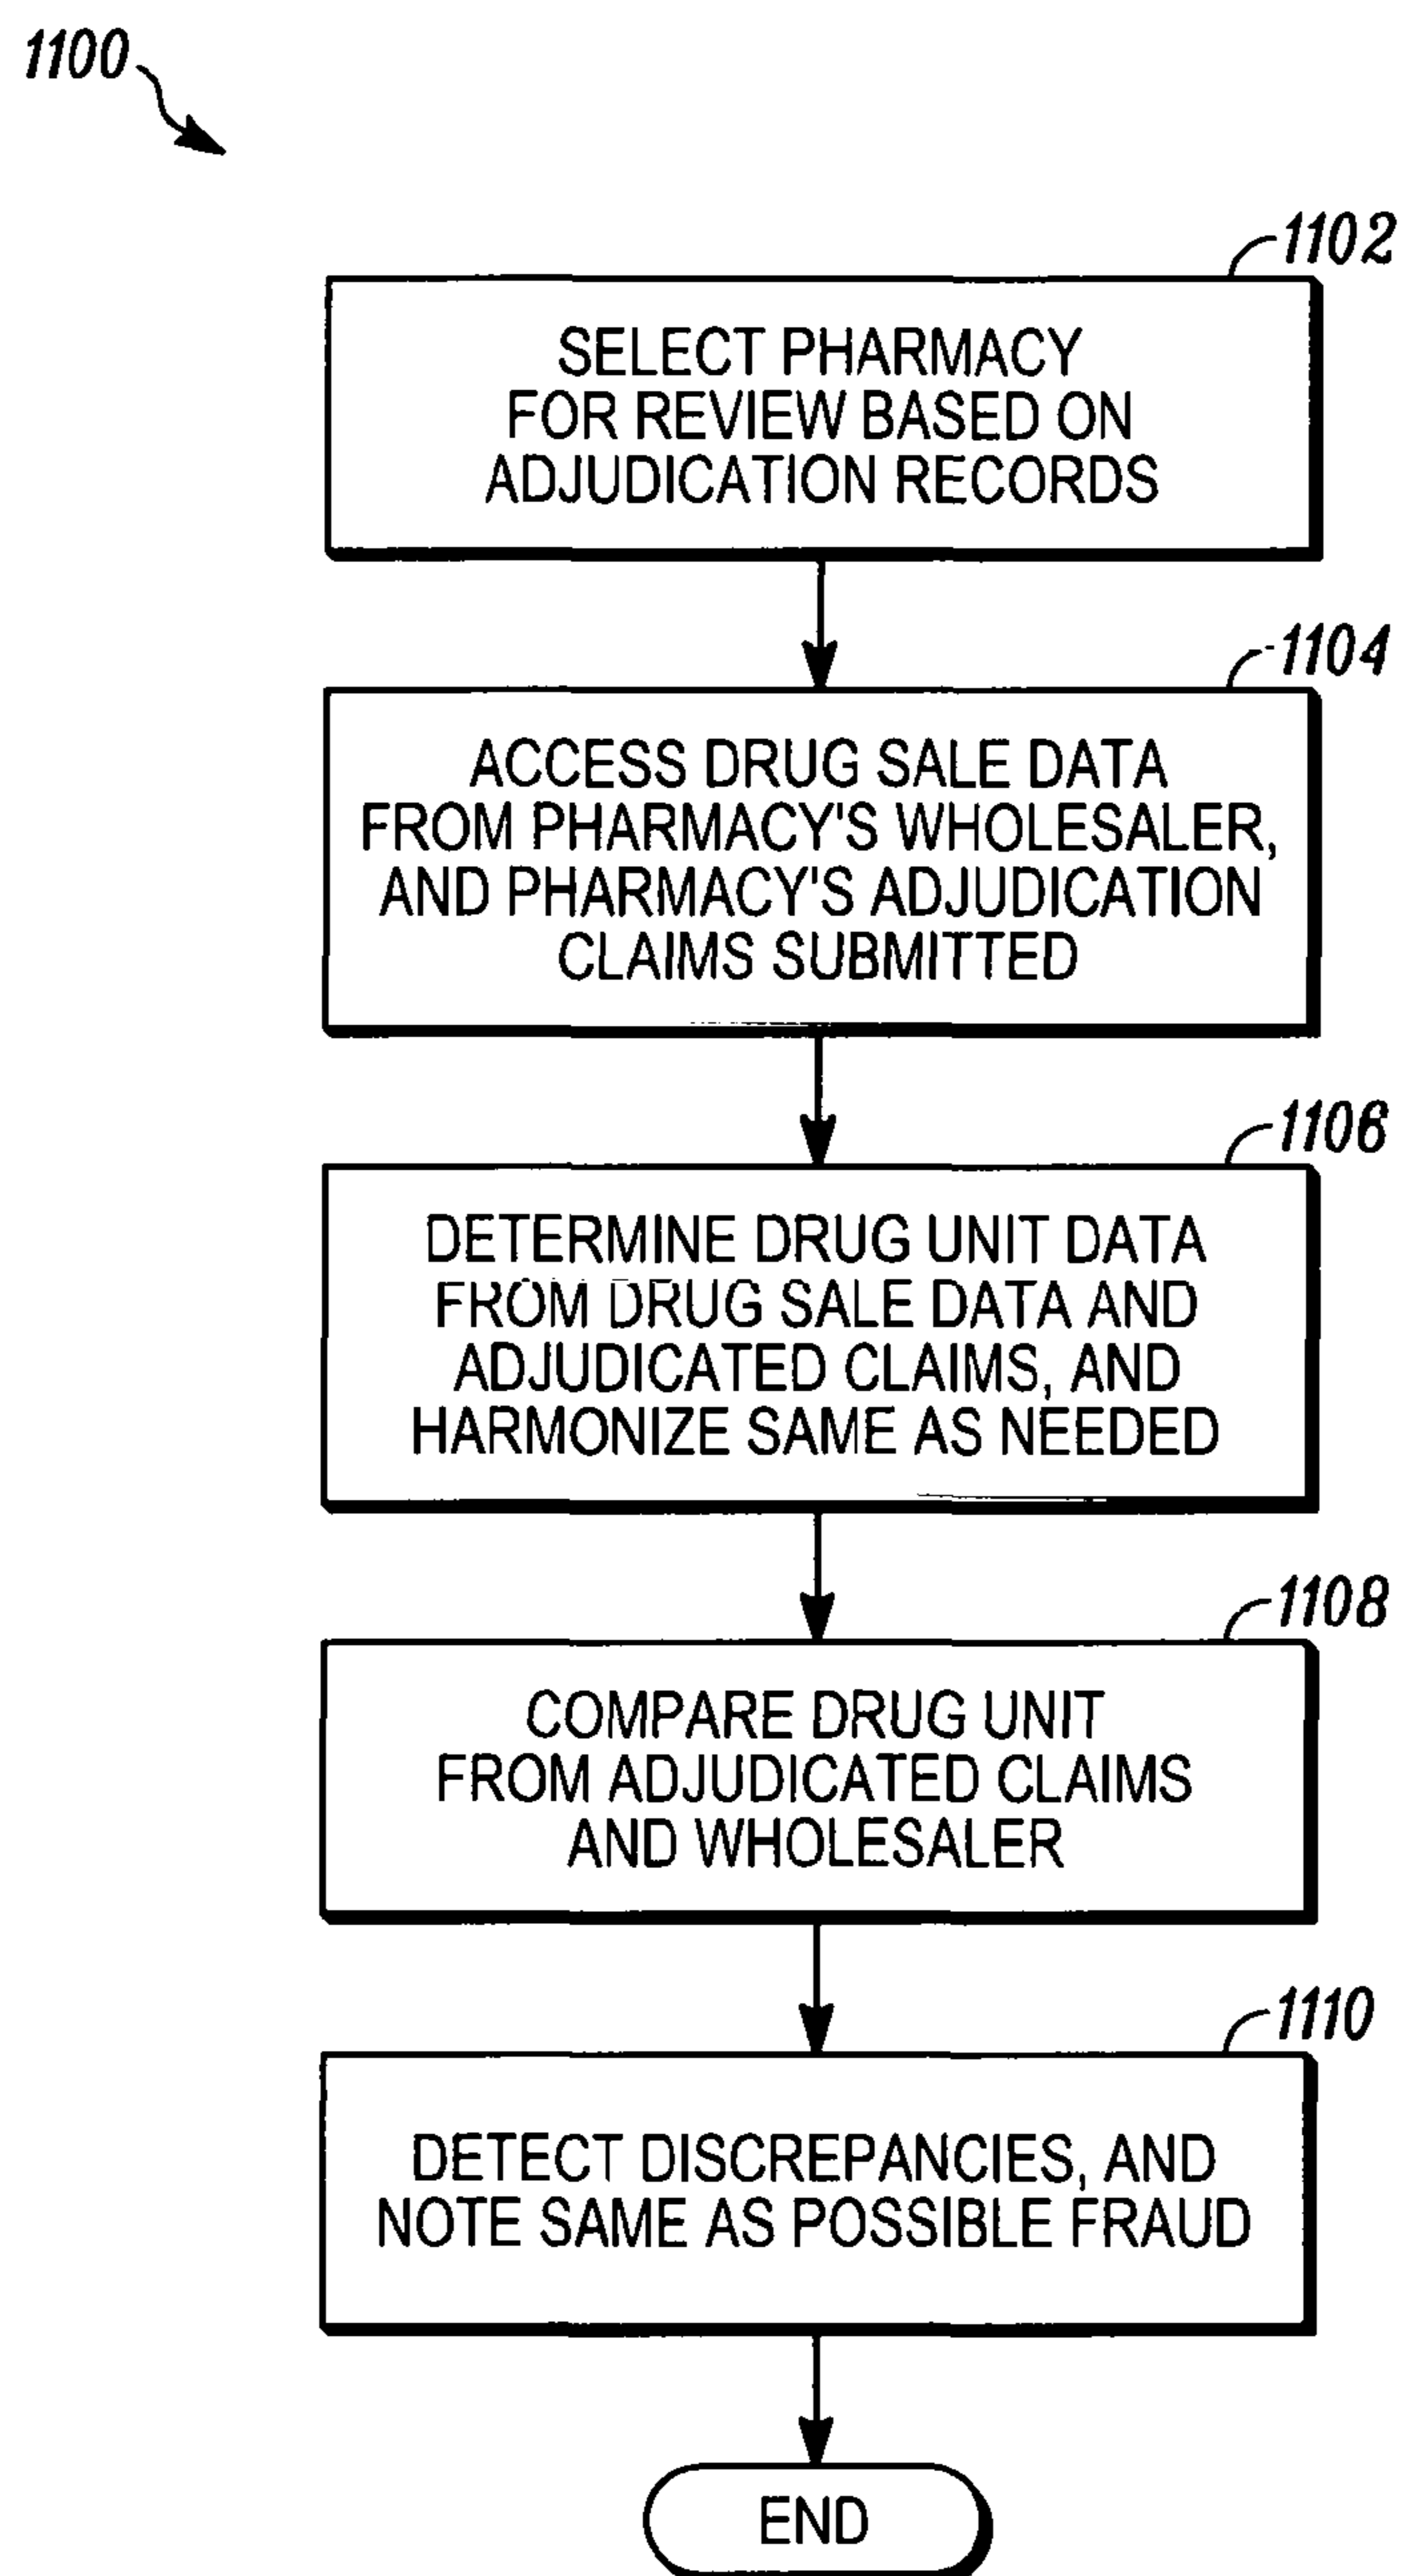 1100
1102
SELECT PHARMACY
FOR REVIEW BASED ON
ADJUDICATION RECORDS
1104
ACCESS DRUG SALE DATA
FROM PHARMACY'S WHOLESALER,
AND PHARMACY'S ADJUDICATION
CLAIMS SUBMITTED
1106
DETERMINE DRUG UNIT DATA
FROM DRUG SALE DATA AND
ADJUDICATED CLAIMS, AND
HARMONIZE SAME AS NEEDED
1108
COMPARE DRUG UNIT
FROM ADJUDICATED CLAIMS
AND WHOLESALER
1110
DETECT DISCREPANCIES, AND
NOTE SAME AS POSSIBLE FRAUD
END